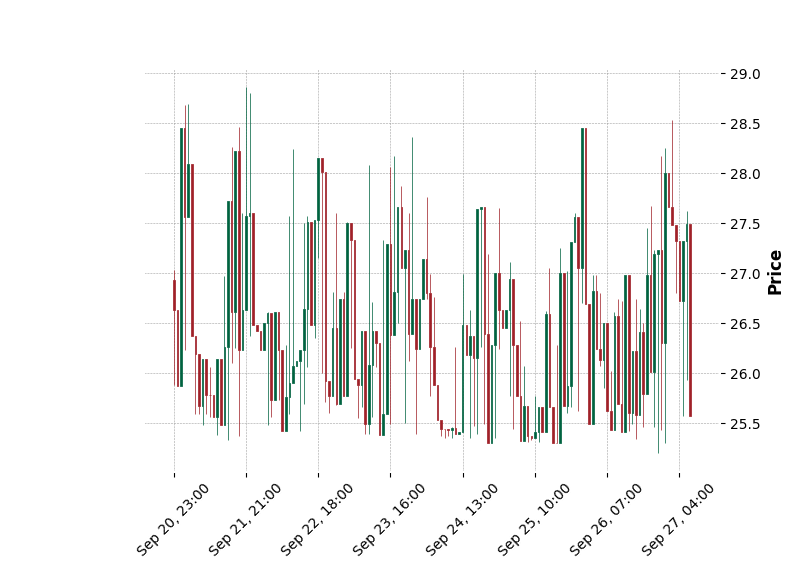 29.0
28.5
28.0
27.5
27.0
26.5
26.0
25.5
Price
Sep 20, 23:00
Sep 21, 21:00
Sep 22, 18:00
Sep 23, 16:00
Sep 24, 13:00
Sep 25, 10:00
Sep 26, 07:00
Sep 27, 04:00